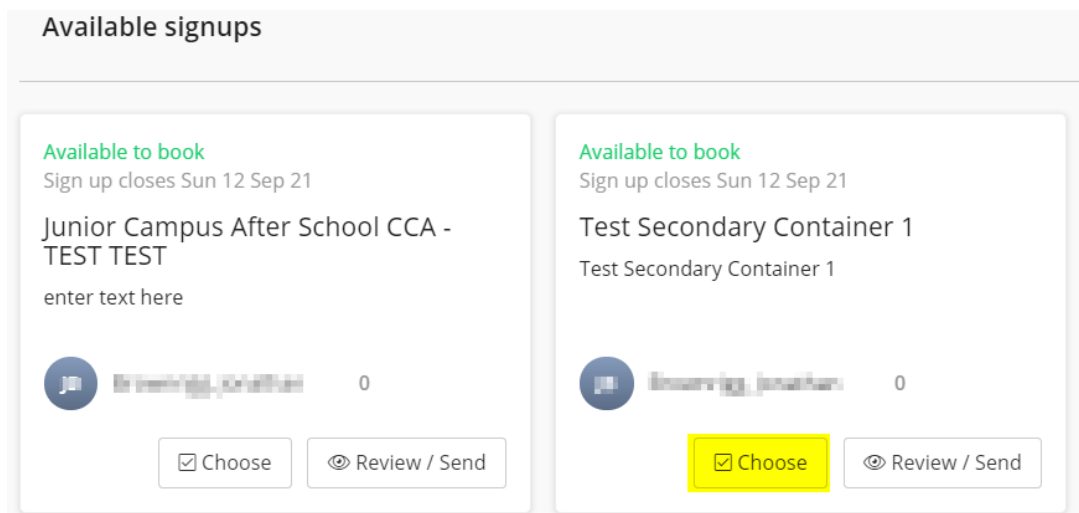 Available signups
Available to book
Sign up closes Sun 12 Sep 21
Junior Campus After School CCA -
TEST TEST
enter text here
0
Choose
Review / Send
Available to book
Sign up closes Sun 12 Sep 21
Test Secondary Container 1
Test Secondary Container 1
0
Choose
Review / Send